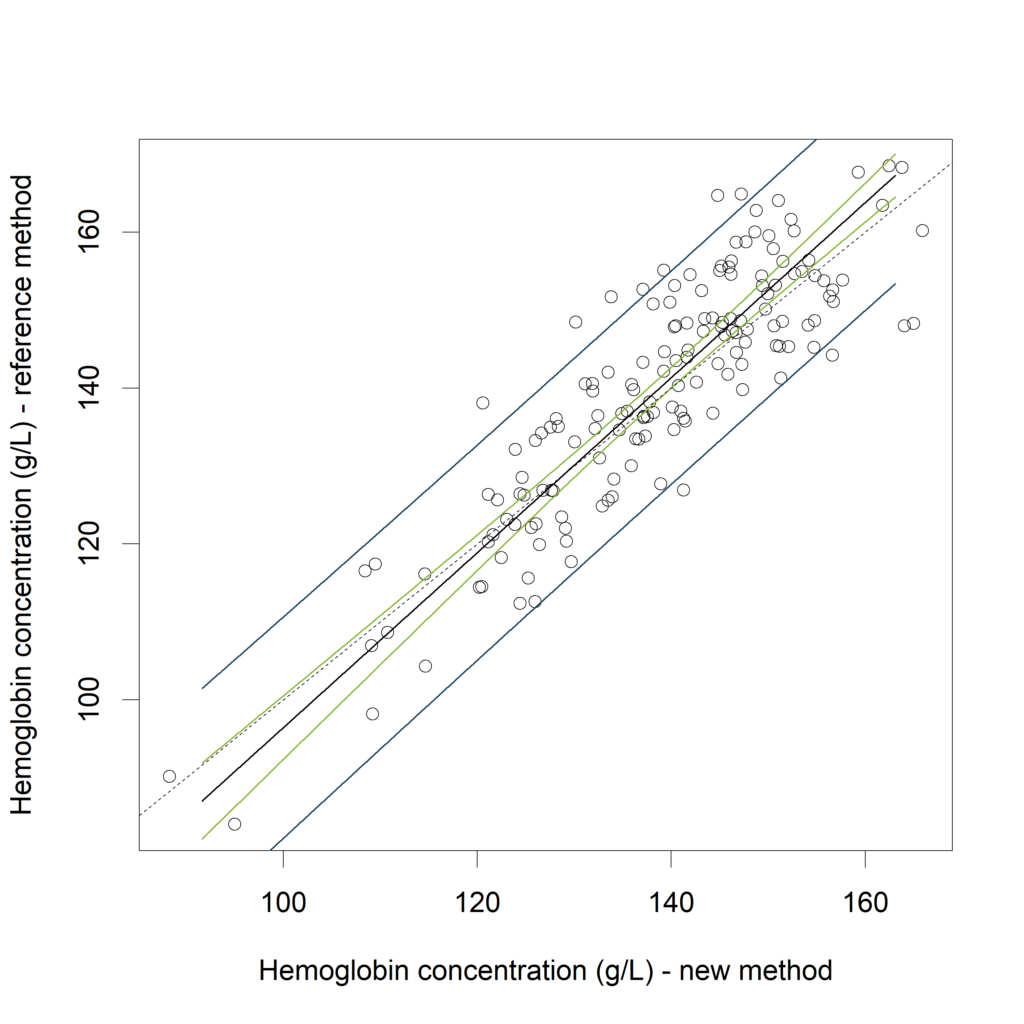 Hemoglobin concentration (g/L) - reference method
160
140
120
100
100 120 140 160
Hemoglobin concentration (g/L) - new method